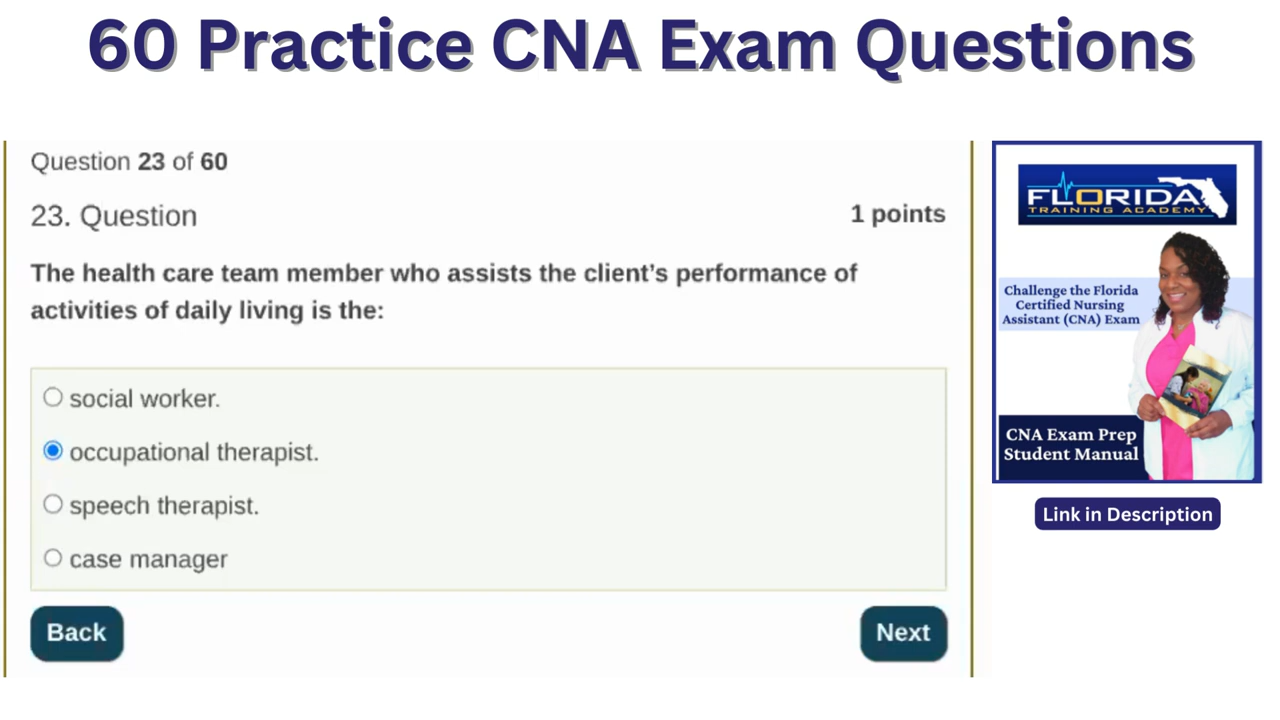 60 Practice CNA Exam Questions
Question 23 of 60
23. Question
1 points
The health care team member who assists the client's performance of
activities of daily living is the:
social worker.
occupational therapist.
speech therapist.
case manager
Back
Next
FLORIDA
TRAINING ACADEMY
Challenge the Florida
Certified Nursing
Assistant (CNA) Exam
CNA Exam Prep
Student Manual
Link in Description